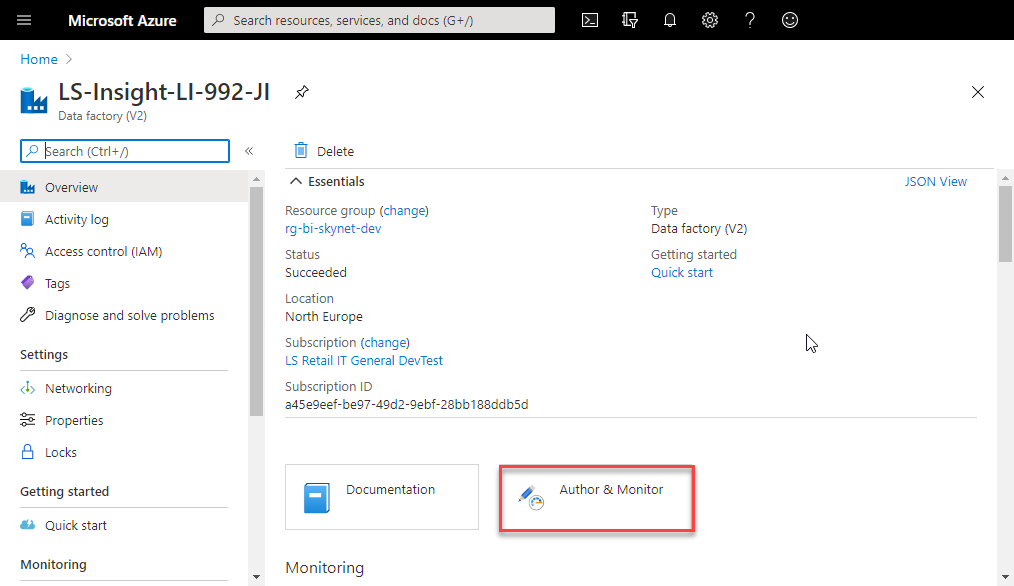 Microsoft Azure
Search resources, services, and docs (G+/)
Home
LS-Insight-LI-992-JI
Data factory (V2)
Search (Ctrl+/)
Delete
Overview
Activity log
Access control (IAM)
Tags
Diagnose and solve problems
Settings
Networking
Properties
Locks
Getting started
Quick start
Monitoring
Essentials
JSON View
Resource group (change)
rg-bi-skynet-dev
Status
Succeeded
Location
North Europe
Subscription (change)
LS Retail IT General DevTest
Subscription ID
a45e9eef-be97-49d2-9ebf-28bb188ddb5d
Type
Data factory (V2)
Getting started
Quick start
Documentation
Author & Monitor
Monitoring